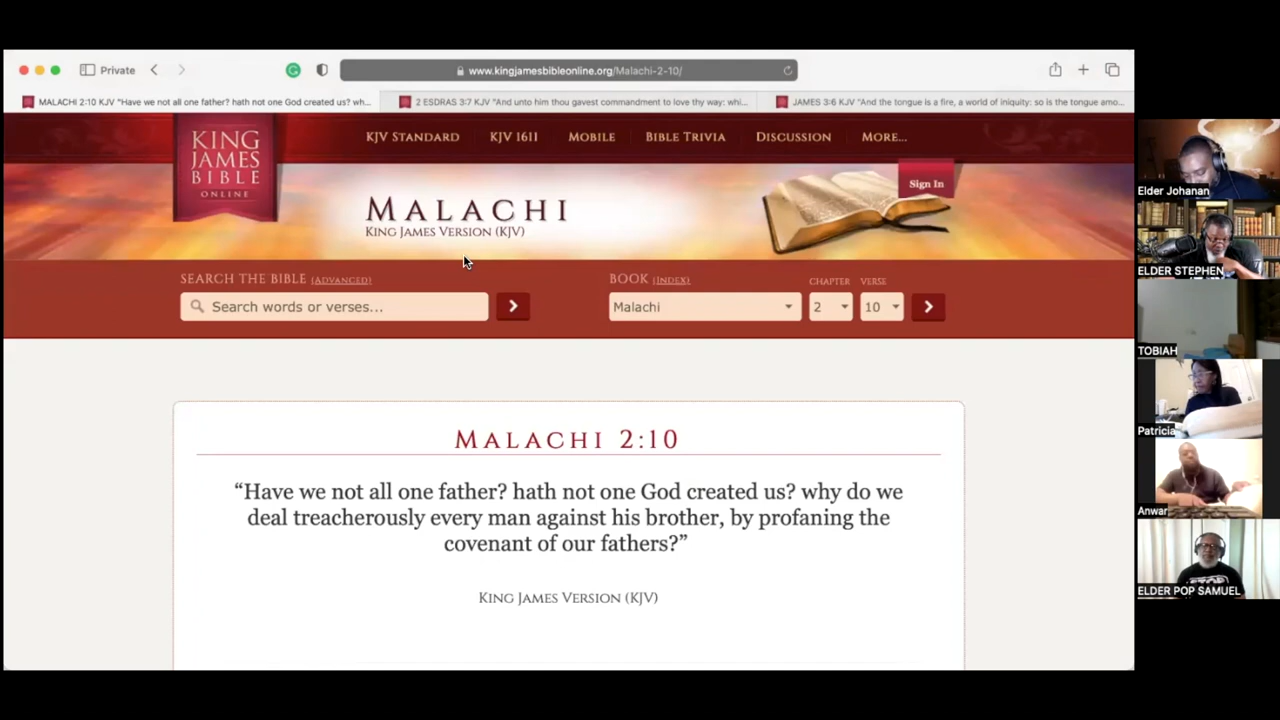 Private
www.kingjamesbibleonline.org/Malachi-2-10/
MALACHI 2:10 KJV "Have we not all one father? hath not one God created us? wh...
2 ESDRAS 3:7 KJV "And unto him thou gavest commandment to love thy way: whi...
JAMES 3:6 KJV "And the tongue is a fire, a world of iniquity: so is the tongue amo...
KING
JAMES
BIBLE
ONLINE
KJV STANDARD
KJV 1611
MOBILE
BIBLE TRIVIA
DISCUSSION
MORE...
Sign In
MALACHI
KING JAMES VERSION (KJV)
SEARCH THE BIBLE (ADVANCED)
Search words or verses...
BOOK (INDEX)
CHAPTER
VERSE
Malachi
2
10
MALACHI 2:10
“Have we not all one father? hath not one God created us? why do we
deal treacherously every man against his brother, by profaning the
covenant of our fathers?”
KING JAMES VERSION (KJV)
Elder Johanan
ELDER STEPHEN
TOBIAH
Patricia
Anwar
ELDER POP SAMUEL